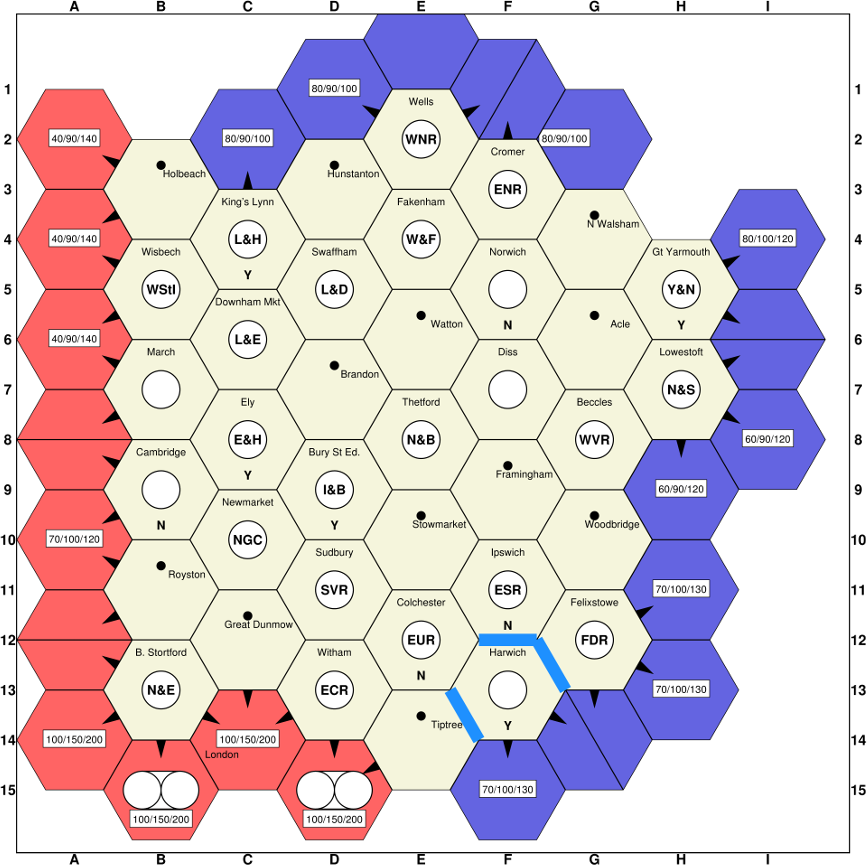 A B C D E F G H I
80/90/100
1 1
Wells
40/90/140 80/90/100 WNR 80/90/100
2 2
Cromer
Holbeach Hunstanton
ENR
3 3
King's Lynn Fakenham
N Walsham
40/90/140 L&H W&F 80/100/120
4 4
Wisbech Swaffham Norwich Gt Yarmouth
Y
WStI L&D Y&N
5 5
Downham Mkt
Watton Acle
N Y
40/90/140 L&E
6 6
March Diss Lowestoft
Brandon
N&S
7 7
Ely Thetford Beccles
E&H N&B WVR 60/90/120
8 8
Cambridge Bury St Ed.
Y Framingham
I&B 60/90/120
9 9
Newmarket
N Y Stowmarket Woodbridge
70/100/120 NGC
10 10
Sudbury Ipswich
Royston
SVR ESR 70/100/130
11 11
Colchester Felixstowe
Great Dunmow N
EUR FDR
12 12
B. Stortford Witham Harwich
N
N&E ECR 70/100/130
13 13
Tiptree Y
100/150/200 100/150/200
14 14
London
70/100/130
15 15
100/150/200 100/150/200
A B C D E F G H I